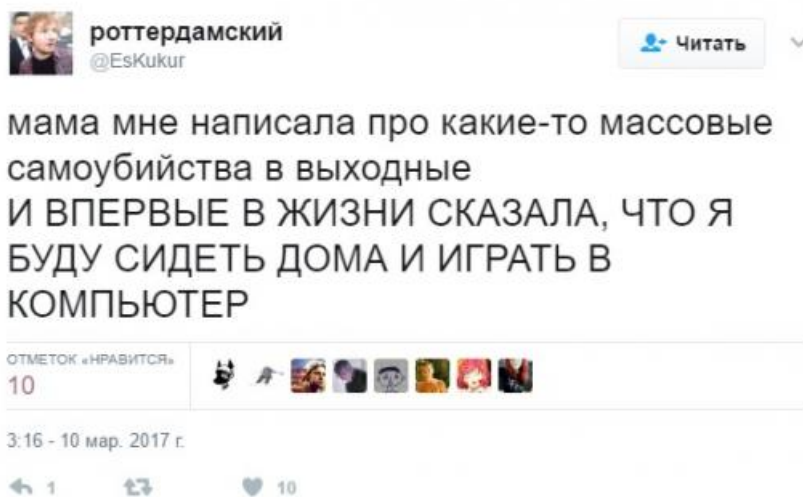 роттердамский
@EsKukur
Читать
мама мне написала про какие-то массовые
самоубийства в выходные
И ВПЕРВЫЕ В ЖИЗНИ СКАЗАЛА, ЧТО Я
БУДУ СИДЕТЬ ДОМА И ИГРАТЬ В
КОМПЬЮТЕР
ОТМЕТОК «НРАВИТСЯ»
10
3:16 - 10 мар. 2017 г.
1
10